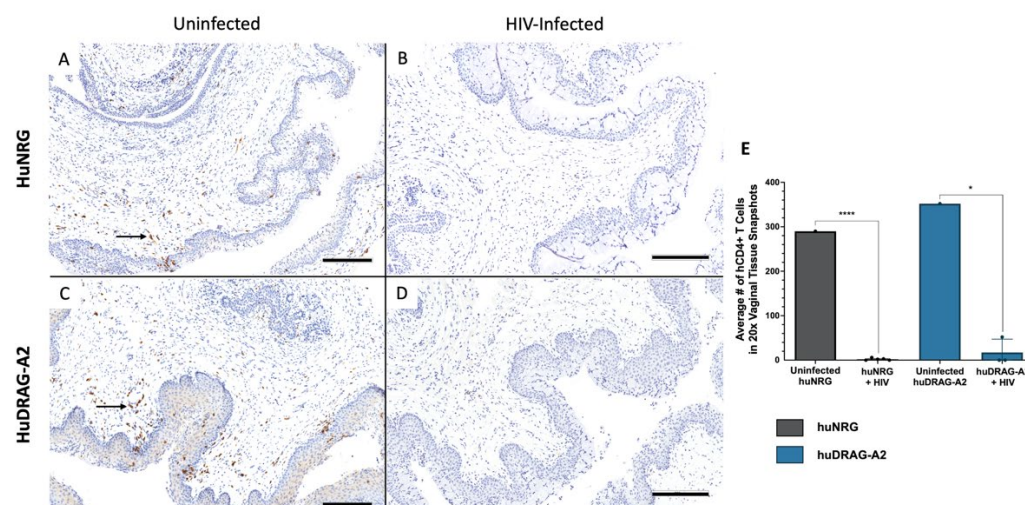 Uninfected
HIV-Infected
HuNRG
A
B
HuDRAG-A2
C
D
E
Average # of hCD4+ T Cells
in 20x Vaginal Tissue Snapshots
400
300
200
100
0
****
*
Uninfected
huNRG
huNRG
+ HIV
Uninfected
huDRAG-A2
huDRAG-A
+ HIV
huNRG
huDRAG-A2